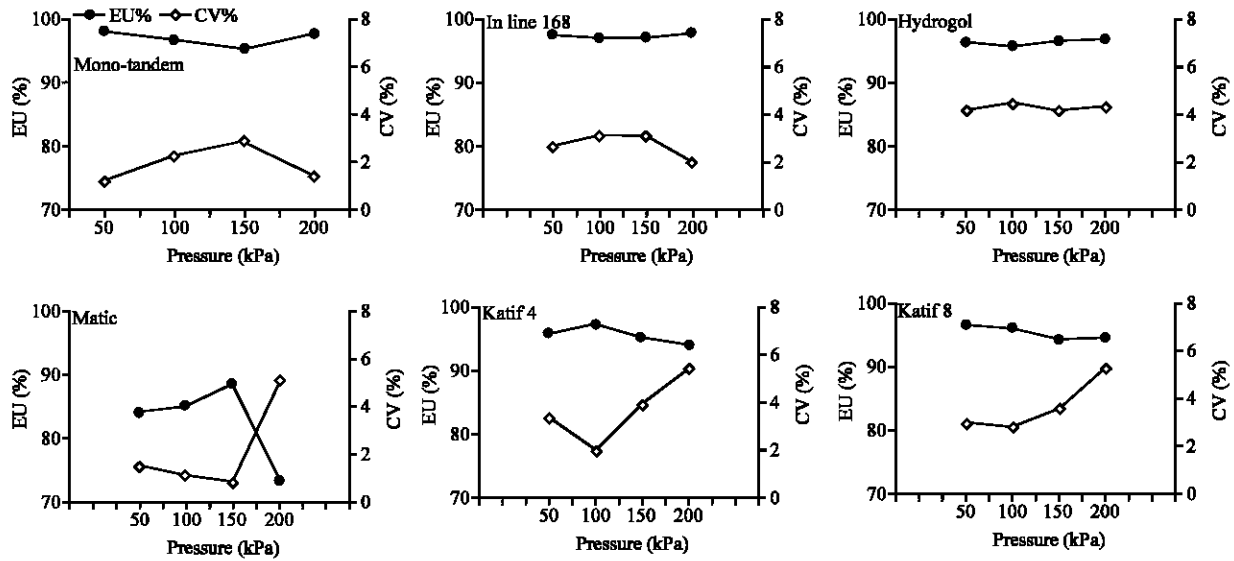 EU% CV%
Mono-tandem
EU (%)
100
90
80
70
CV (%)
8
6
4
2
0
50 100 150 200
Pressure (kPa)
In line 168
EU (%)
100
90
80
70
CV (%)
8
6
4
2
0
50 100 150 200
Pressure (kPa)
Hydrogol
EU (%)
100
90
80
70
CV (%)
8
6
4
2
0
50 100 150 200
Pressure (kPa)
Matic
EU (%)
100
90
80
70
CV (%)
8
6
4
2
0
50 100 150 200
Pressure (kPa)
Katif 4
EU (%)
100
90
80
70
CV (%)
8
6
4
2
0
50 100 150 200
Pressure (kPa)
Katif 8
EU (%)
100
90
80
70
CV (%)
8
6
4
2
0
50 100 150 200
Pressure (kPa)